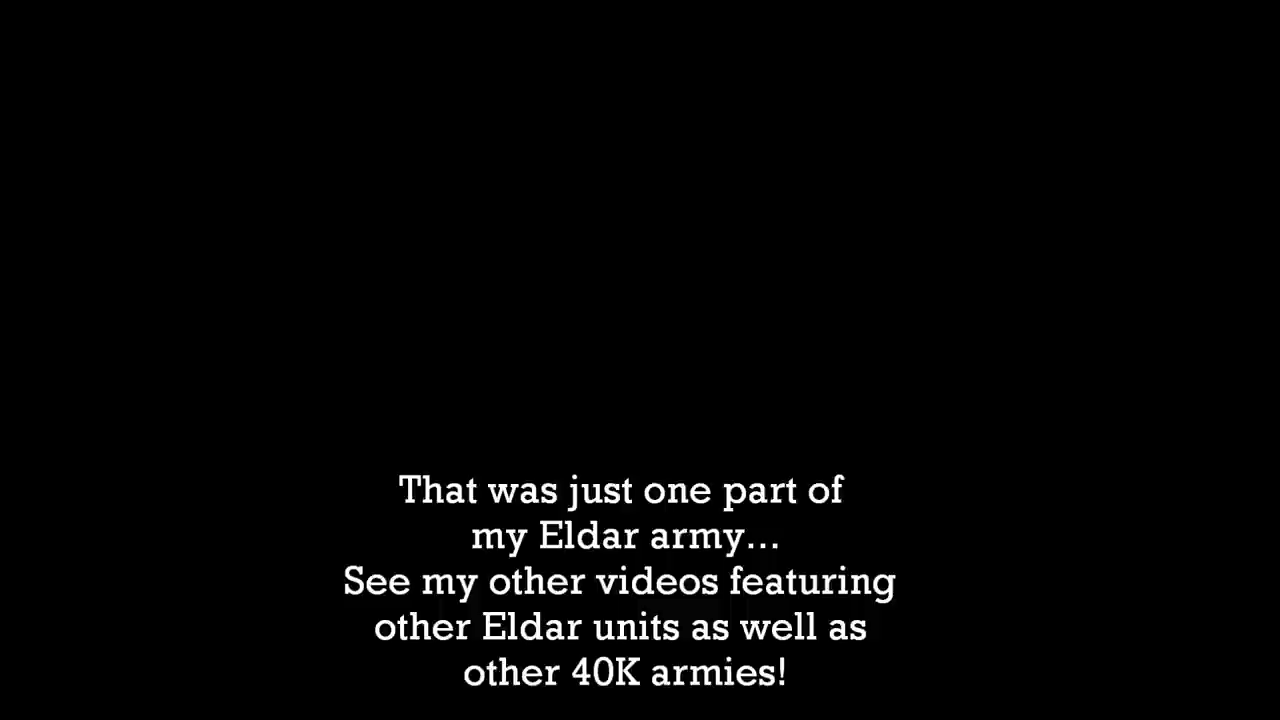 That was just one part of
my Eldar army...
See my other videos featuring
other Eldar units as well as
other 40K armies!